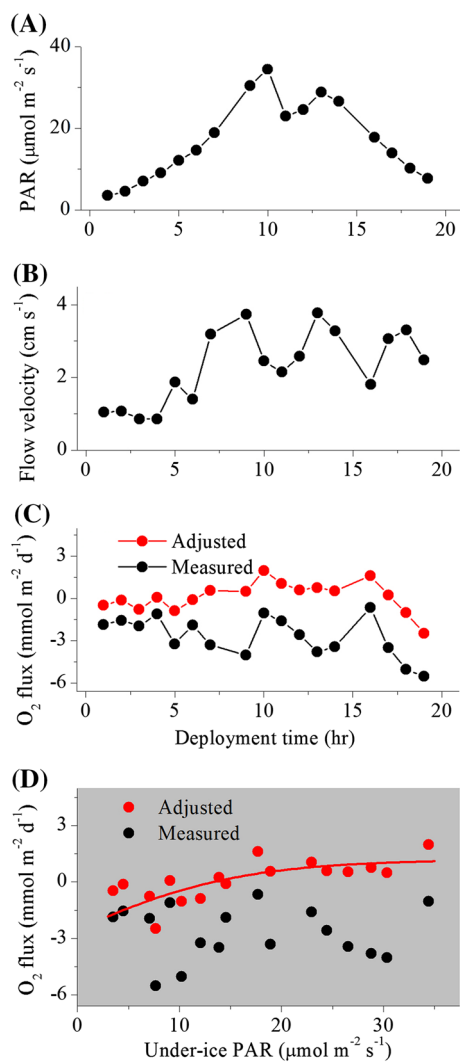 (A)
PAR (μmol m⁻² s⁻¹)
40
20
0
0 5 10 15 20
(B)
Flow velocity (cm s⁻¹)
4
2
0
0 5 10 15 20
(C)
O₂ flux (mmol m⁻² d⁻¹)
3
0
-3
-6
Adjusted
Measured
0 5 10 15 20
Deployment time (hr)
(D)
O₂ flux (mmol m⁻² d⁻¹)
3
0
-3
-6
Adjusted
Measured
0 10 20 30
Under-ice PAR (μmol m⁻² s⁻¹)